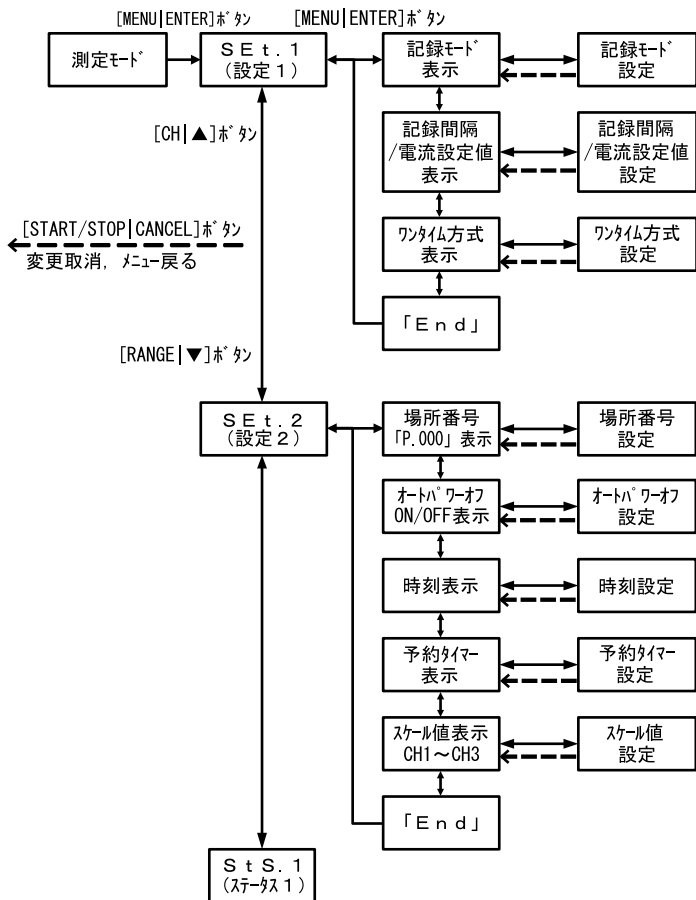 [MENU|ENTER]ﾎﾞﾀﾝ
[MENU|ENTER]ﾎﾞﾀﾝ
測定ﾓｰﾄﾞ
ＳＥｔ.１
(設定１)
記録ﾓｰﾄﾞ
表示
記録ﾓｰﾄﾞ
設定
[CH|▲]ﾎﾞﾀﾝ
記録間隔
/電流設定値
表示
記録間隔
/電流設定値
設定
[START/STOP|CANCEL]ﾎﾞﾀﾝ
変更取消, ﾒﾆｭｰ戻る
ﾜﾝﾀｲﾑ方式
表示
ﾜﾝﾀｲﾑ方式
設定
「Ｅｎｄ」
[RANGE|▼]ﾎﾞﾀﾝ
ＳＥｔ.２
(設定２)
場所番号
「P.000」表示
場所番号
設定
ｵｰﾄﾊﾟﾜｰｵﾌ
ON/OFF表示
ｵｰﾄﾊﾟﾜｰｵﾌ
設定
時刻表示
時刻設定
予約ﾀｲﾏｰ
表示
予約ﾀｲﾏｰ
設定
ｽｹｰﾙ値表示
CH1～CH3
ｽｹｰﾙ値
設定
「Ｅｎｄ」
ＳｔＳ.１
(ｽﾃｰﾀｽ１)